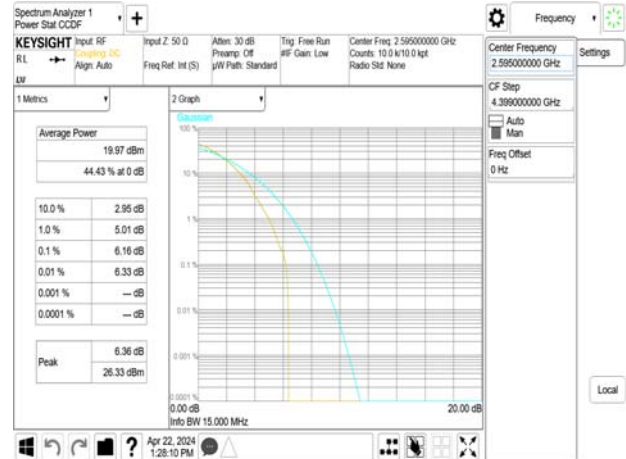 Spectrum Analyzer 1
Power Stat CCDF
+
Frequency
KEYSIGHT
RL
Input: RF
Coupling: DC
Align: Auto
Input Z: 50 Ω
Freq Ref: Int (S)
Atten: 30 dB
Preamp: Off
µW Path: Standard
Trig: Free Run
#IF Gain: Low
Center Freq: 2.595000000 GHz
Counts: 10.0 k/10.0 kpt
Radio Std: None
Center Frequency
2.595000000 GHz
Settings
CF Step
4.399000000 GHz
Auto
Man
Freq Offset
0 Hz
1 Metrics
2 Graph
Gaussian
Average Power
19.97 dBm
44.43 % at 0 dB
10.0 % 2.95 dB
1.0 % 5.01 dB
0.1 % 6.16 dB
0.01 % 6.33 dB
0.001 % --- dB
0.0001 % --- dB
Peak
6.36 dB
26.33 dBm
100 %
10 %
1 %
0.1 %
0.01 %
0.001 %
0.0001 %
0.00 dB
20.00 dB
Info BW 15.000 MHz
Local
?
Apr 22, 2024
1:28:10 PM